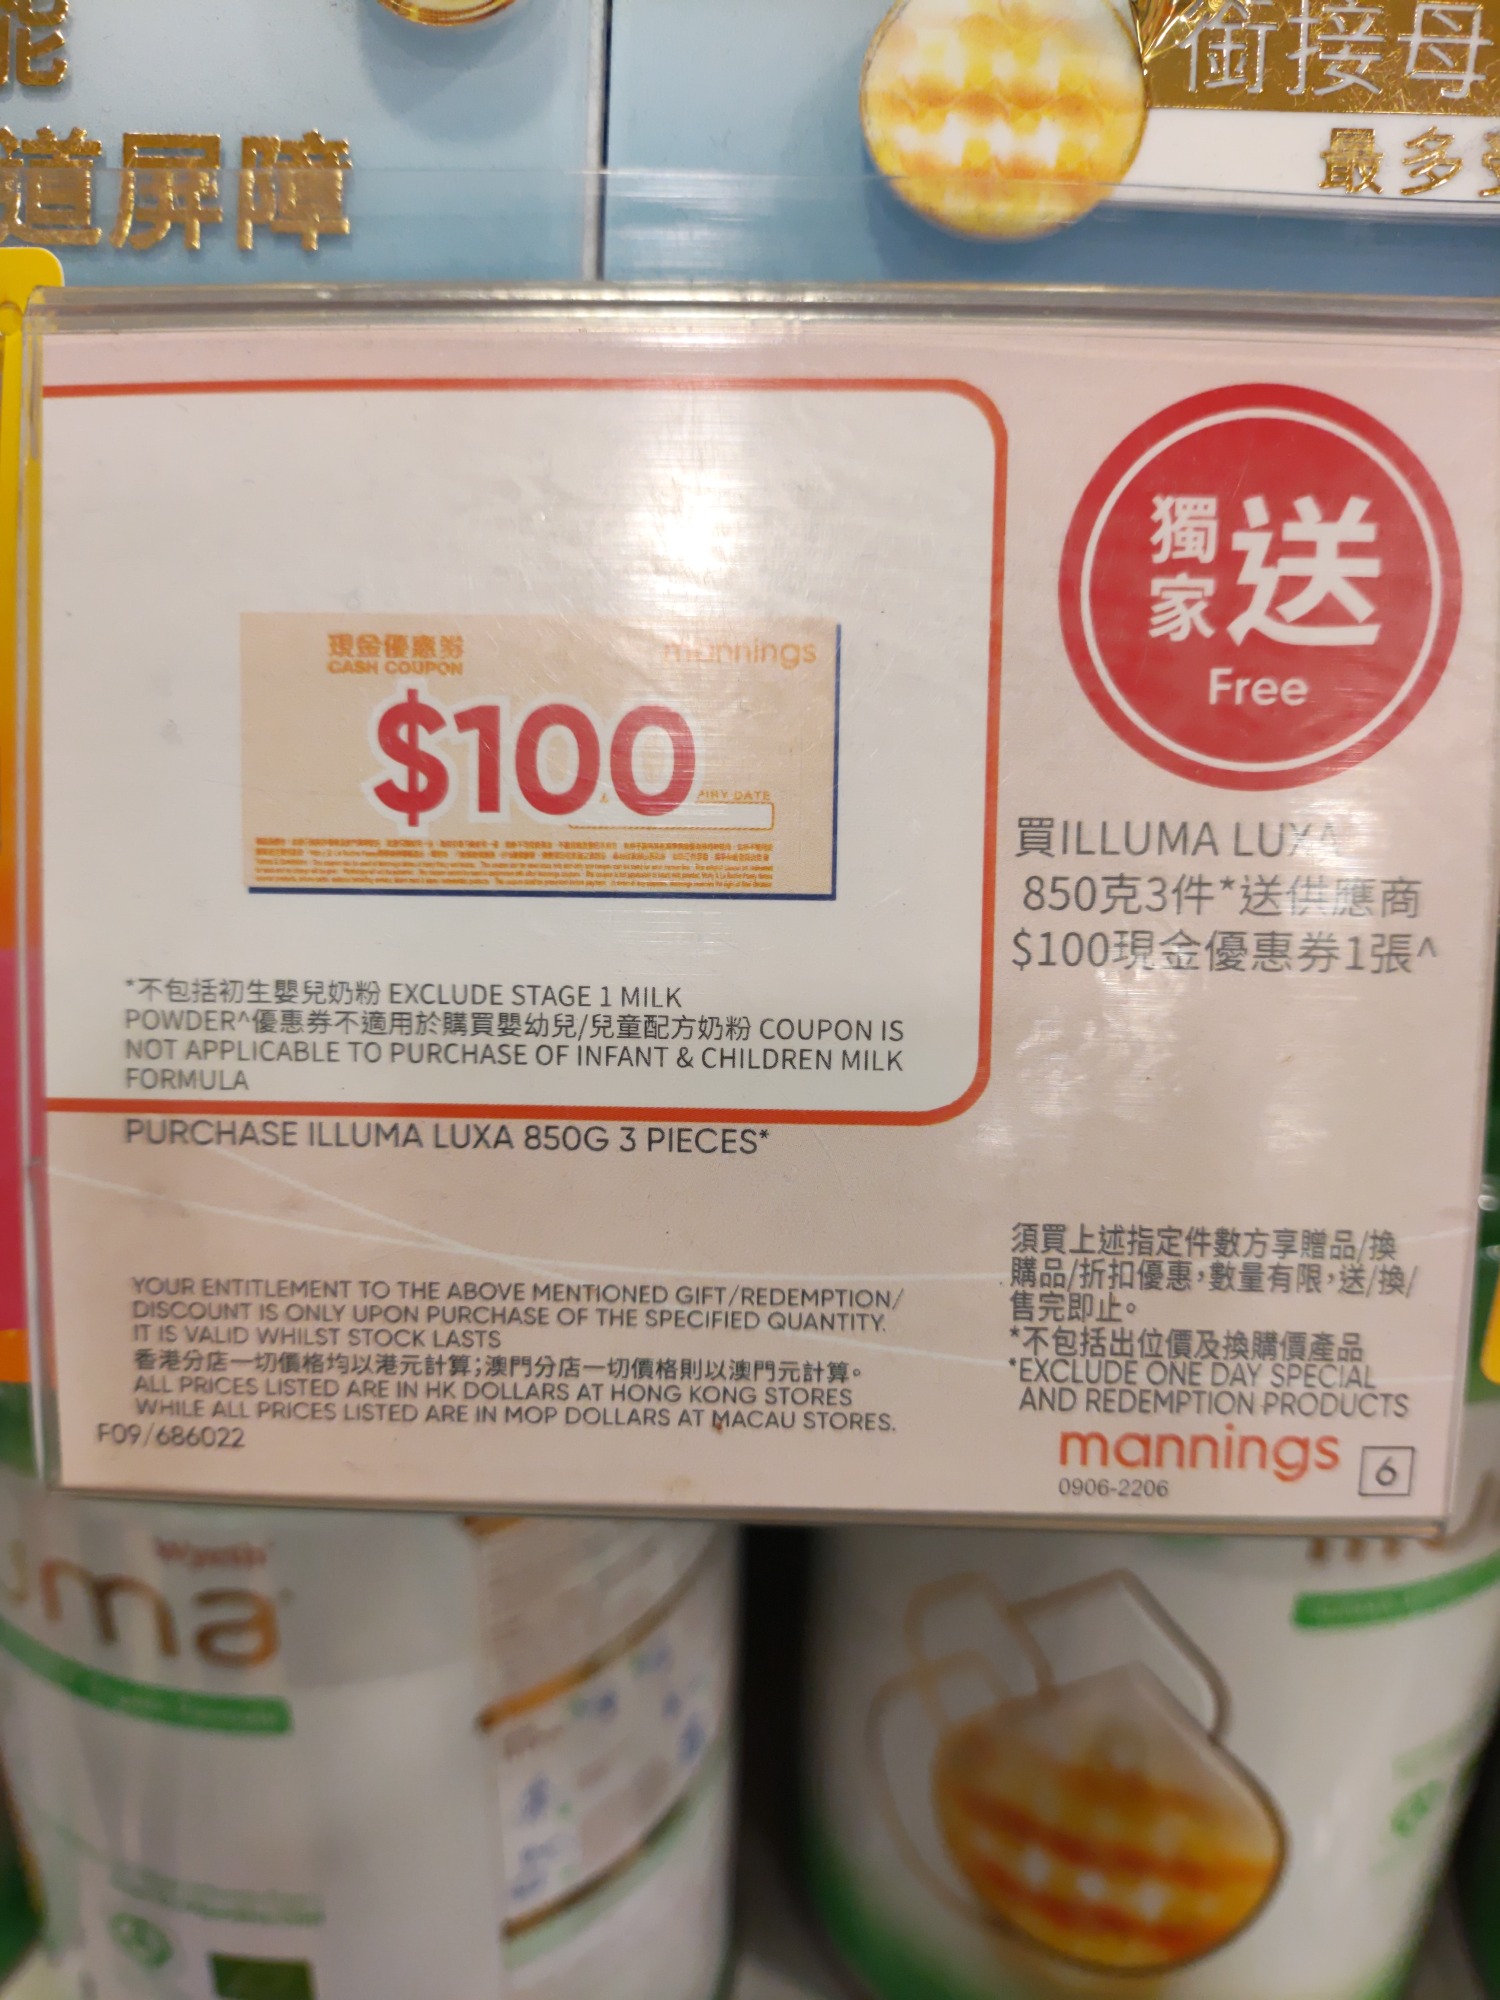 能
道屏障
銜接母
最多
獨家 送
Free
現金優惠券
CASH COUPON
mannings
$100
PIRY DATE
買ILLUMA LUXA
850克3件*送供應商
$100現金優惠券1張^
*不包括初生嬰兒奶粉 EXCLUDE STAGE 1 MILK
POWDER^優惠券不適用於購買嬰幼兒/兒童配方奶粉 COUPON IS
NOT APPLICABLE TO PURCHASE OF INFANT & CHILDREN MILK
FORMULA
PURCHASE ILLUMA LUXA 850G 3 PIECES*
YOUR ENTITLEMENT TO THE ABOVE MENTIONED GIFT/REDEMPTION/
DISCOUNT IS ONLY UPON PURCHASE OF THE SPECIFIED QUANTITY.
IT IS VALID WHILST STOCK LASTS
香港分店一切價格均以港元計算;澳門分店一切價格則以澳門元計算。
ALL PRICES LISTED ARE IN HK DOLLARS AT HONG KONG STORES
WHILE ALL PRICES LISTED ARE IN MOP DOLLARS AT MACAU STORES.
F09/686022
須買上述指定件數方享贈品/換
購品/折扣優惠,數量有限,送/換/
售完即止。
*不包括出位價及換購價產品
*EXCLUDE ONE DAY SPECIAL
AND REDEMPTION PRODUCTS
mannings
0906-2206
6
Wyeth
uma